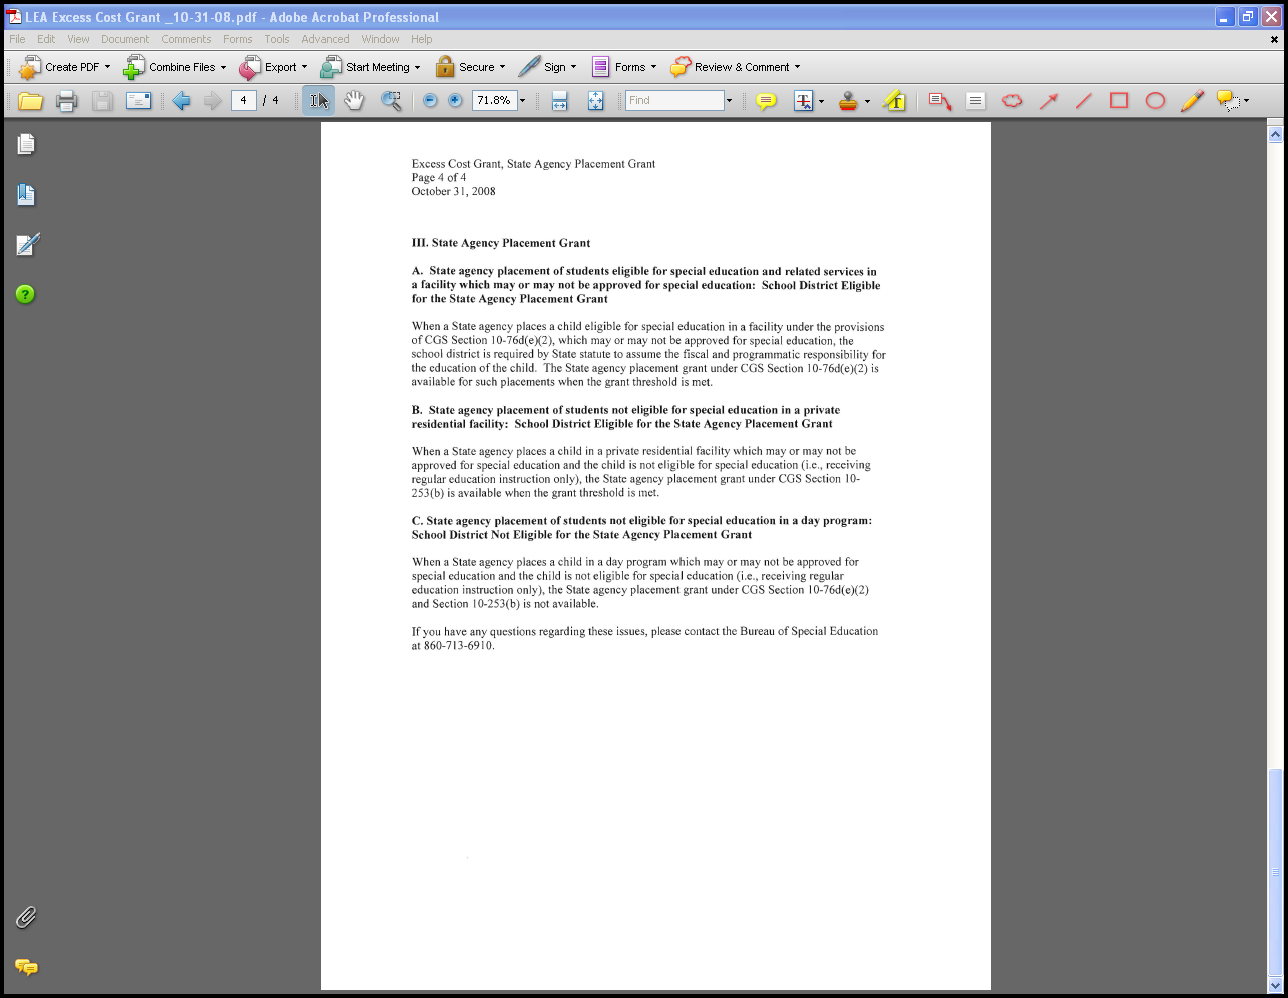 LEA Excess Cost Grant _10-31-08.pdf - Adobe Acrobat Professional
File Edit View Document Comments Forms Tools Advanced Window Help
Create PDF Combine Files Export Start Meeting Secure Sign Forms Review & Comment
4 / 4 71.8% Find
Excess Cost Grant, State Agency Placement Grant
Page 4 of 4
October 31, 2008
III. State Agency Placement Grant
A. State agency placement of students eligible for special education and related services in
a facility which may or may not be approved for special education: School District Eligible
for the State Agency Placement Grant
When a State agency places a child eligible for special education in a facility under the provisions
of CGS Section 10-76d(e)(2), which may or may not be approved for special education, the
school district is required by State statute to assume the fiscal and programmatic responsibility for
the education of the child. The State agency placement grant under CGS Section 10-76d(e)(2) is
available for such placements when the grant threshold is met.
B. State agency placement of students not eligible for special education in a private
residential facility: School District Eligible for the State Agency Placement Grant
When a State agency places a child in a private residential facility which may or may not be
approved for special education and the child is not eligible for special education (i.e., receiving
regular education instruction only), the State agency placement grant under CGS Section 10-
253(b) is available when the grant threshold is met.
C. State agency placement of students not eligible for special education in a day program:
School District Not Eligible for the State Agency Placement Grant
When a State agency places a child in a day program which may or may not be approved for
special education and the child is not eligible for special education (i.e., receiving regular
education instruction only), the State agency placement grant under CGS Section 10-76d(e)(2)
and Section 10-253(b) is not available.
If you have any questions regarding these issues, please contact the Bureau of Special Education
at 860-713-6910.